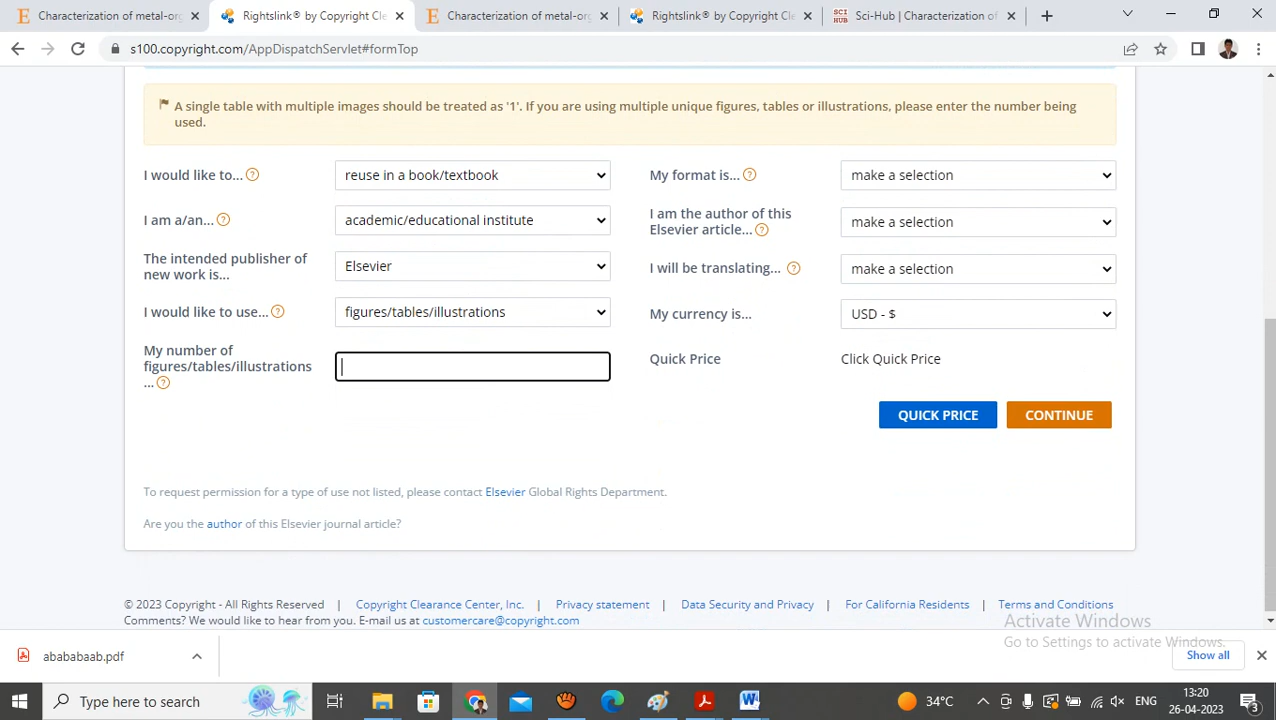 Characterization of metal-or
Rightslink® by Copyright Cle
Characterization of metal-or
Rightslink® by Copyright Cl
SCI HUB Sci-Hub | Characterization of
s100.copyright.com/AppDispatchServlet#formTop
A single table with multiple images should be treated as '1'. If you are using multiple unique figures, tables or illustrations, please enter the number being
used.
I would like to... ? reuse in a book/textbook
My format is... ? make a selection
I am a/an... ? academic/educational institute
I am the author of this
Elsevier article... ? make a selection
The intended publisher of
new work is... Elsevier
I will be translating... ? make a selection
I would like to use... ? figures/tables/illustrations
My currency is... USD - $
My number of
figures/tables/illustrations
... ?
Quick Price Click Quick Price
QUICK PRICE CONTINUE
To request permission for a type of use not listed, please contact Elsevier Global Rights Department.
Are you the author of this Elsevier journal article?
© 2023 Copyright - All Rights Reserved | Copyright Clearance Center, Inc. | Privacy statement | Data Security and Privacy | For California Residents | Terms and Conditions
Comments? We would like to hear from you. E-mail us at customercare@copyright.com
Activate Windows
Go to Settings to activate Windows.
abababaab.pdf
Show all
Type here to search
34°C
ENG
13:20
26-04-2023
3